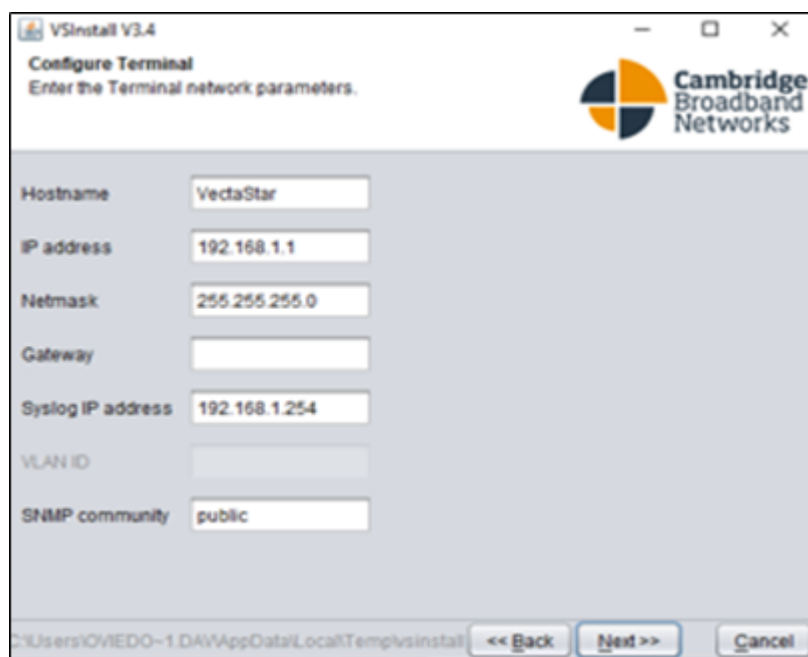 VSInstall V3.4
Configure Terminal
Enter the Terminal network parameters.
Cambridge
Broadband
Networks
Hostname VectaStar
IP address 192.168.1.1
Netmask 255.255.255.0
Gateway
Syslog IP address 192.168.1.254
VLAN ID
SNMP community public
C:\Users\OVIEDO~1.DAV\AppData\Local\Temp\vsinstall << Back Next >> Cancel